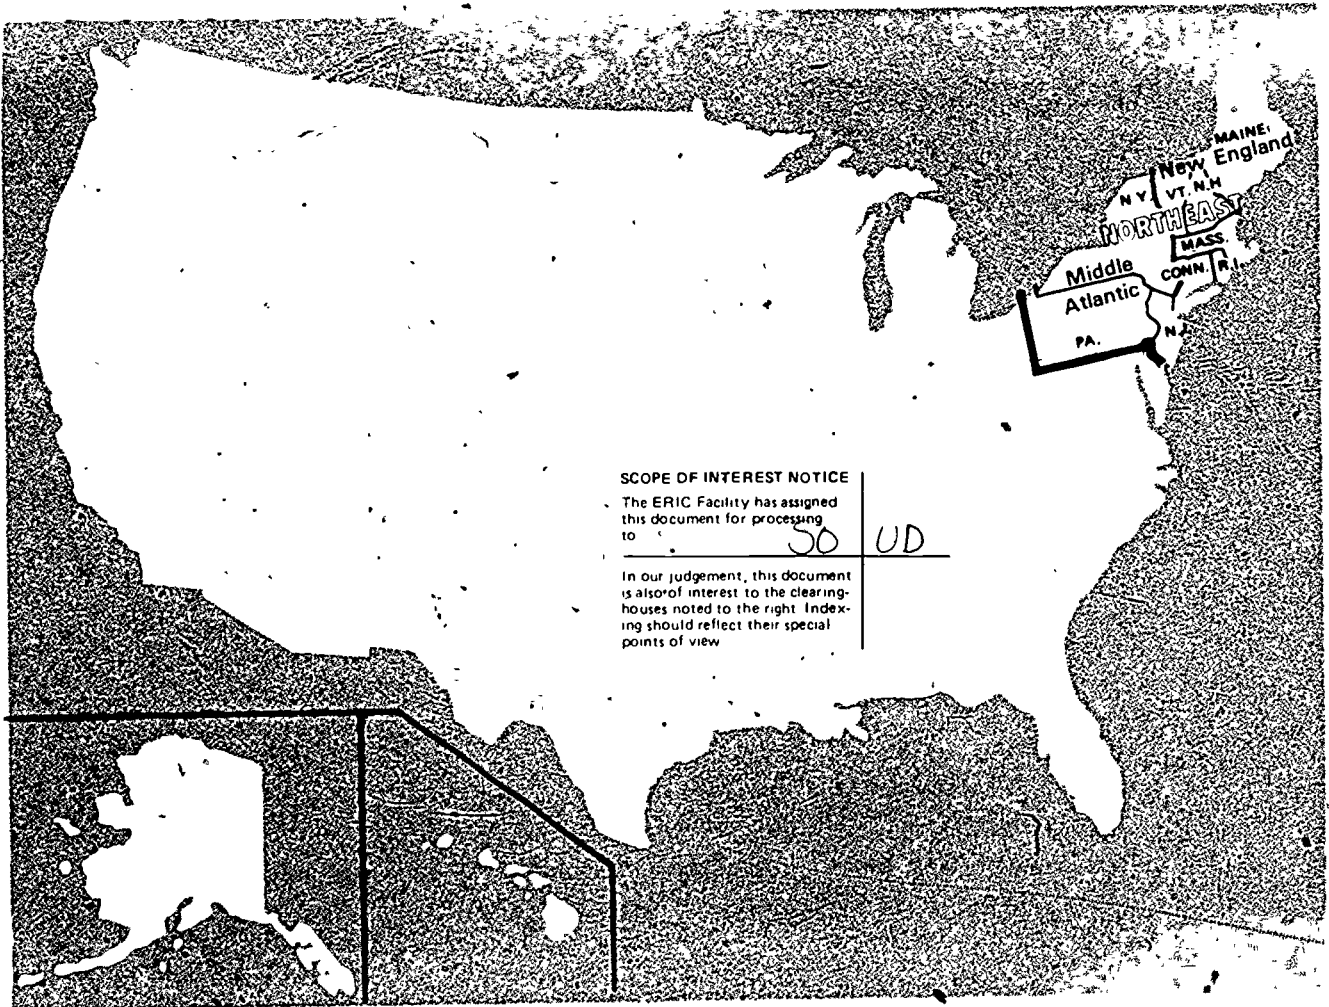 MAINE
New England
N Y. VT. N.H
NORTHEAST
MASS.
CONN. R.I.
Middle
Atlantic
PA. N.J.
SCOPE OF INTEREST NOTICE
The ERIC Facility has assigned
this document for processing
to SO UD
In our judgement, this document
is also of interest to the clearing-
houses noted to the right Index-
ing should reflect their special
points of view